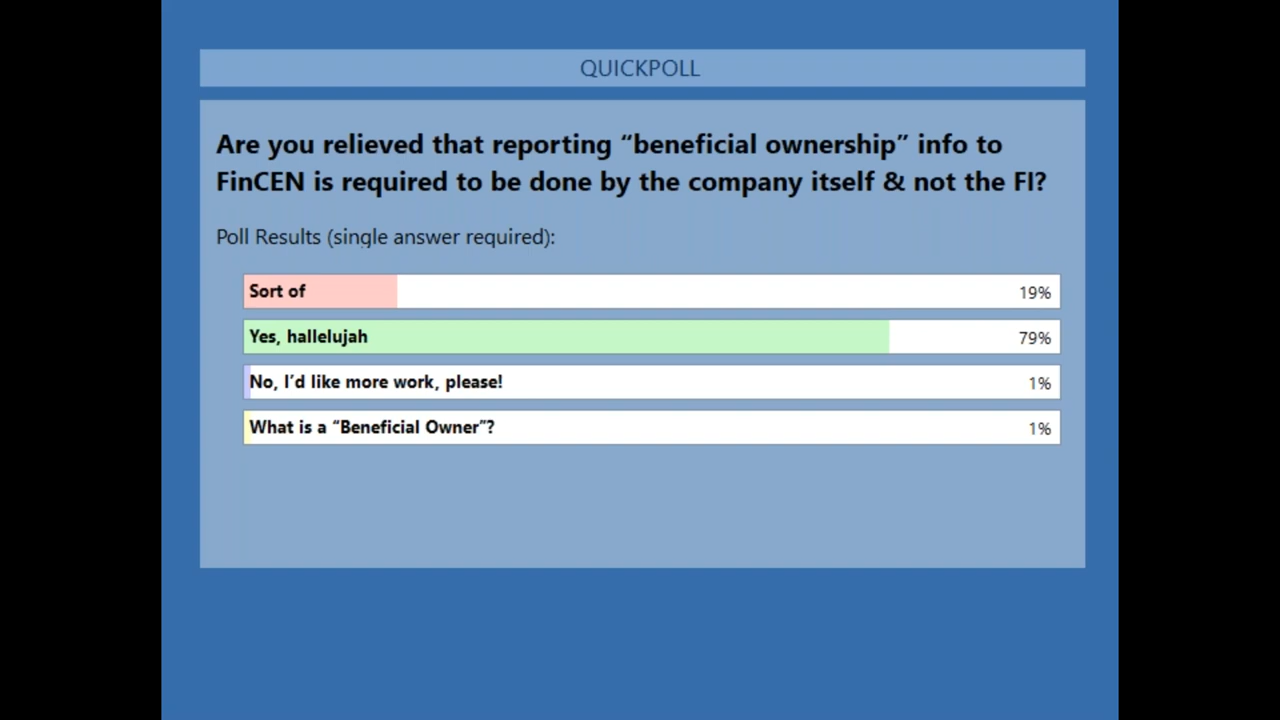 QUICKPOLL
Are you relieved that reporting “beneficial ownership” info to
FinCEN is required to be done by the company itself & not the FI?
Poll Results (single answer required):
Sort of 19%
Yes, hallelujah 79%
No, I’d like more work, please! 1%
What is a “Beneficial Owner”? 1%